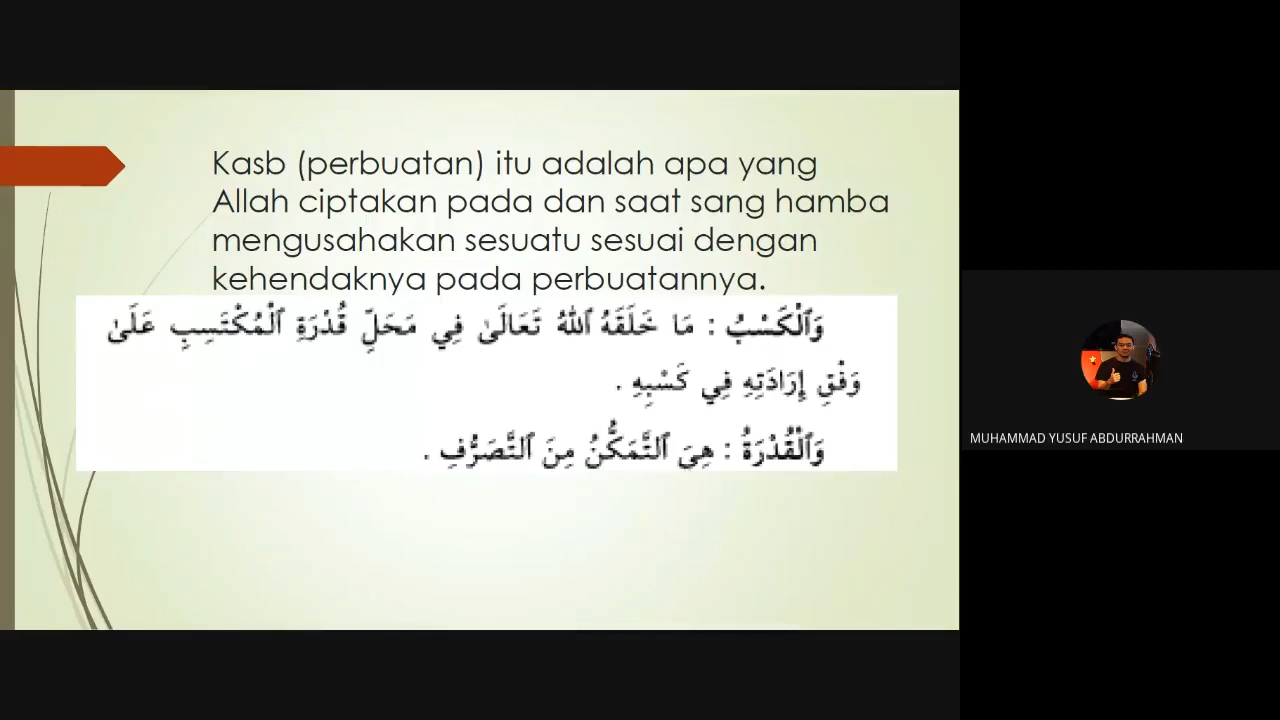 Kasb (perbuatan) itu adalah apa yang
Allah ciptakan pada dan saat sang hamba
mengusahakan sesuatu sesuai dengan
kehendaknya pada perbuatannya.
وَٱلْكَسْبُ : مَا خَلَقَهُ ٱللهُ تَعَالَىٰ فِي مَحَلِّ قُدْرَةِ ٱلْمُكْتَسِبِ عَلَىٰ
وَفْقِ إِرَادَتِهِ فِي كَسْبِهِ .
وَٱلْقُدْرَةُ : هِيَ ٱلتَّمَكُّنُ مِنَ ٱلتَّصَرُّفِ .
MUHAMMAD YUSUF ABDURRAHMAN